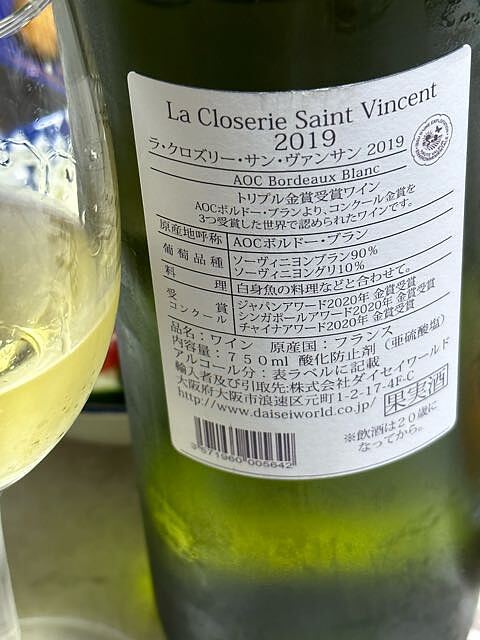 La Closerie Saint Vincent
2019
ラ・クロズリー・サン・ヴァンサン 2019
AOC Bordeaux Blanc
トリプル金賞受賞ワイン
AOCボルドー・ブランより、コンクール金賞を
3つ受賞した世界で認められたワインです。
原産地呼称 AOCボルドー・ブラン
葡萄品種 ソーヴィニヨンブラン90%
ソーヴィニヨングリ10%
料理 白身魚の料理などと合わせて。
受賞コンクール ジャパンアワード2020年 金賞受賞
シンガポールアワード2020年 金賞受賞
チャイナアワード2020年 金賞受賞
品名：ワイン 原産国：フランス
内容量：750ml 酸化防止剤（亜硫酸塩）
アルコール分：表ラベルに記載
輸入者及び引取先:株式会社ダイセイワールド
大阪府大阪市浪速区元町1-2-17-4F-C
http://www.daiseiworld.co.jp/ 果実酒
3 571960 005642
※飲酒は20歳に
なってから。